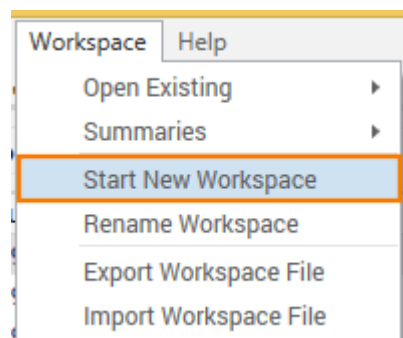 Workspace Help
Open Existing
Summaries
Start New Workspace
Rename Workspace
Export Workspace File
Import Workspace File